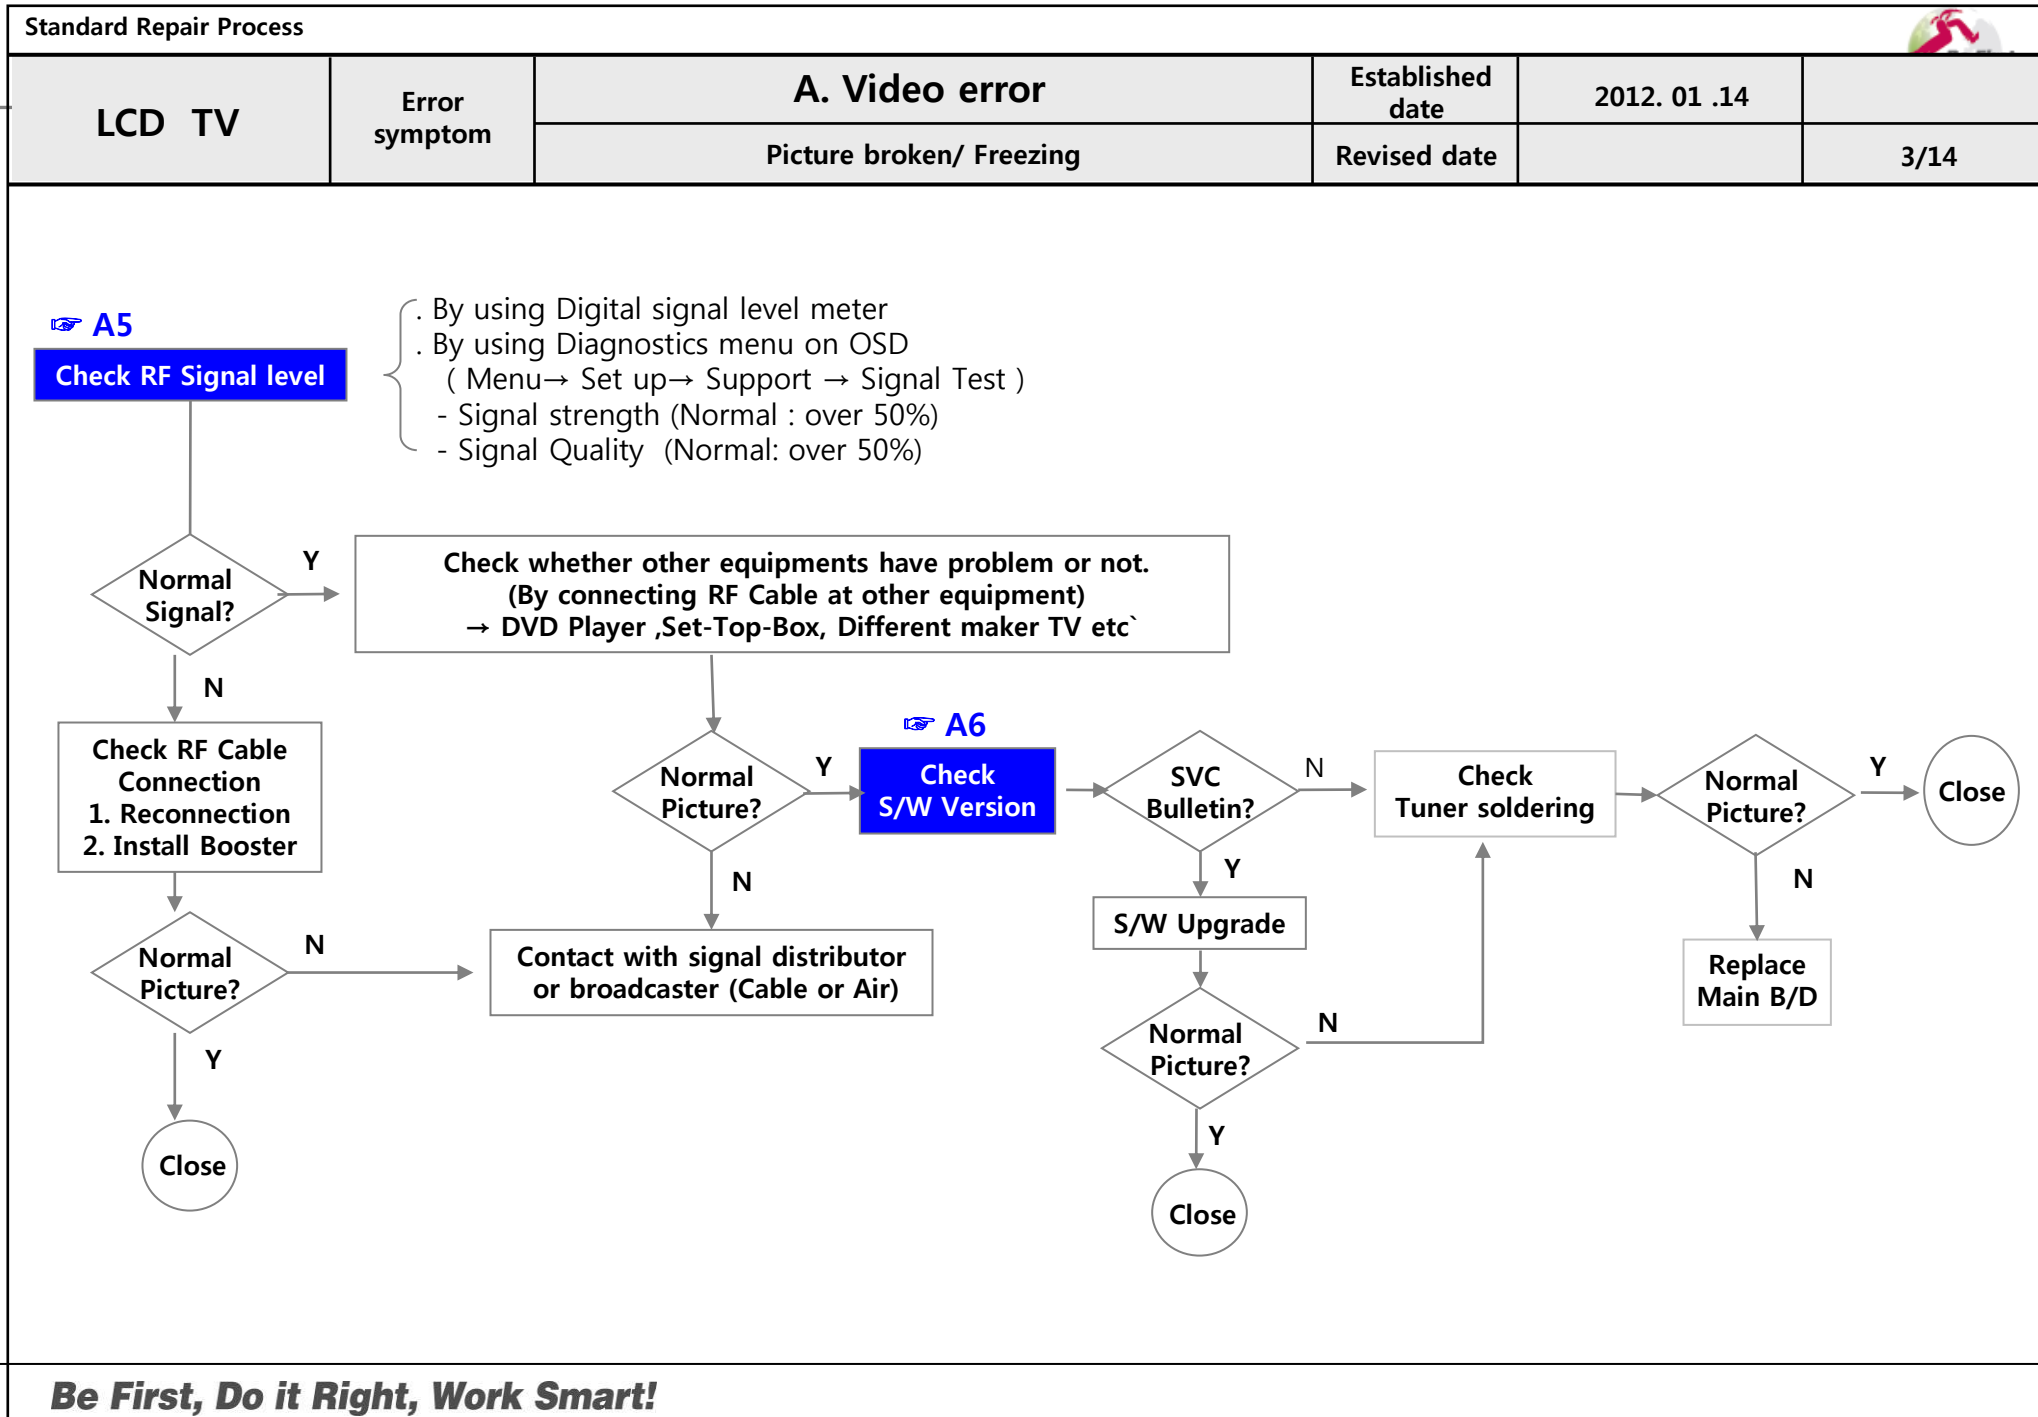 Standard Repair Process
LCD TV
Error
symptom
A. Video error
Picture broken/ Freezing
Established
date
2012. 01 .14
Revised date
3/14
☞ A5
Check RF Signal level
. By using Digital signal level meter
. By using Diagnostics menu on OSD
( Menu→ Set up→ Support → Signal Test )
- Signal strength (Normal : over 50%)
- Signal Quality (Normal: over 50%)
Normal
Signal?
Y
N
Check whether other equipments have problem or not.
(By connecting RF Cable at other equipment)
→ DVD Player ,Set-Top-Box, Different maker TV etc`
Check RF Cable
Connection
1. Reconnection
2. Install Booster
Normal
Picture?
N
Y
Close
Normal
Picture?
Y
N
Contact with signal distributor
or broadcaster (Cable or Air)
☞ A6
Check
S/W Version
SVC
Bulletin?
N
Y
S/W Upgrade
Normal
Picture?
N
Y
Close
Check
Tuner soldering
Normal
Picture?
Y
N
Close
Replace
Main B/D
Be First, Do it Right, Work Smart!